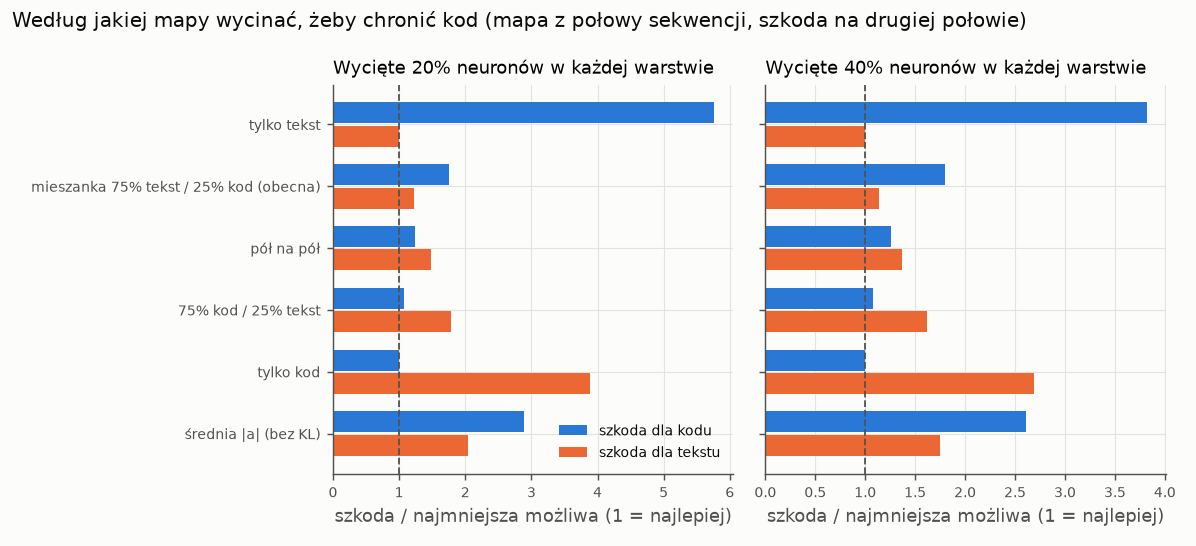 Według jakiej mapy wycinać, żeby chronić kod (mapa z połowy sekwencji, szkoda na drugiej połowie)
Wycięte 20% neuronów w każdej warstwie
Wycięte 40% neuronów w każdej warstwie
tylko tekst
mieszanka 75% tekst / 25% kod (obecna)
pół na pół
75% kod / 25% tekst
tylko kod
średnia |a| (bez KL)
szkoda dla kodu
szkoda dla tekstu
0 1 2 3 4 5 6
0.0 0.5 1.0 1.5 2.0 2.5 3.0 3.5 4.0
szkoda / najmniejsza możliwa (1 = najlepiej)
szkoda / najmniejsza możliwa (1 = najlepiej)